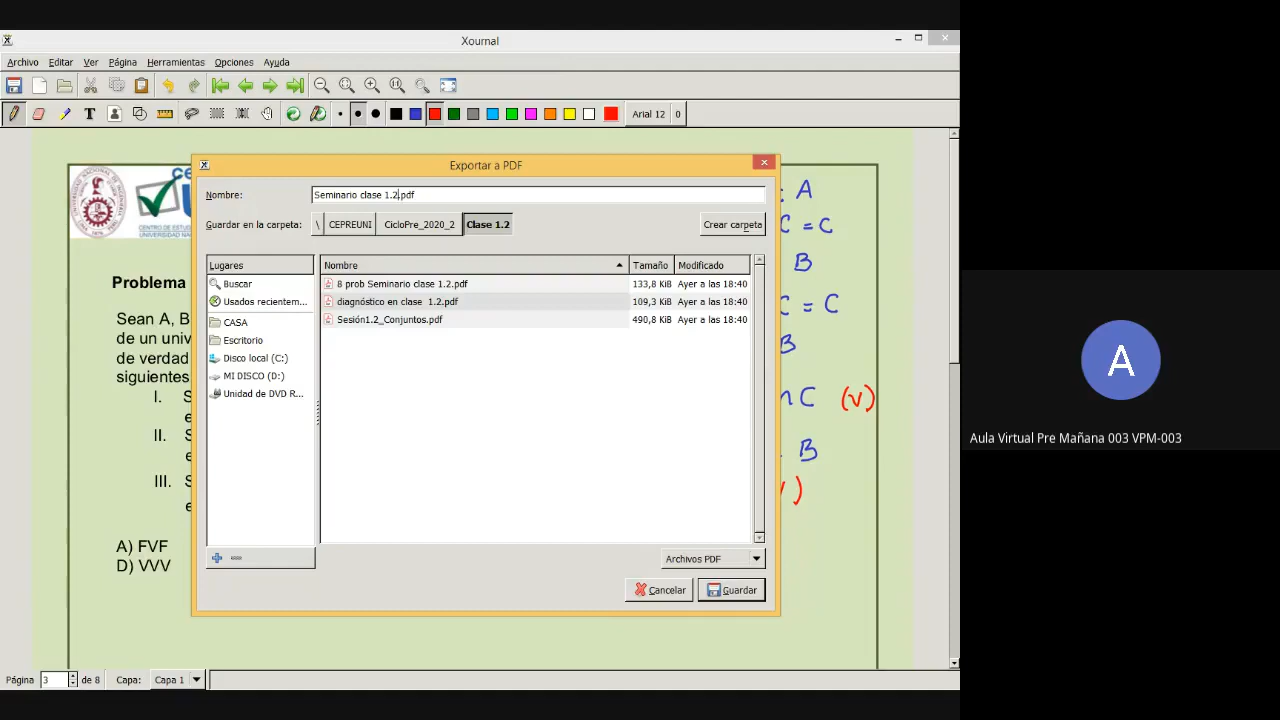 Xournal
Archivo Editar Ver Página Herramientas Opciones Ayuda
Arial 12 0
Exportar a PDF
Nombre: Seminario clase 1.2.pdf
Guardar en la carpeta: \ CEPREUNI CicloPre_2020_2 Clase 1.2 Crear carpeta
Lugares
Buscar
Usados recientem...
CASA
Escritorio
Disco local (C:)
MI DISCO (D:)
Unidad de DVD R...
Nombre Tamaño Modificado
8 prob Seminario clase 1.2.pdf 133,8 KiB Ayer a las 18:40
diagnóstico en clase 1.2.pdf 109,3 KiB Ayer a las 18:40
Sesión1.2_Conjuntos.pdf 490,8 KiB Ayer a las 18:40
Archivos PDF
Cancelar Guardar
Problema
Sean A, B
de un univ
de verdad
siguientes
I. S
e
II. S
e
III. S
e
A) FVF
D) VVV
: A
C = C
B
C = C
B
C (V)
B
)
Página 3 de 8 Capa: Capa 1
A
Aula Virtual Pre Mañana 003 VPM-003